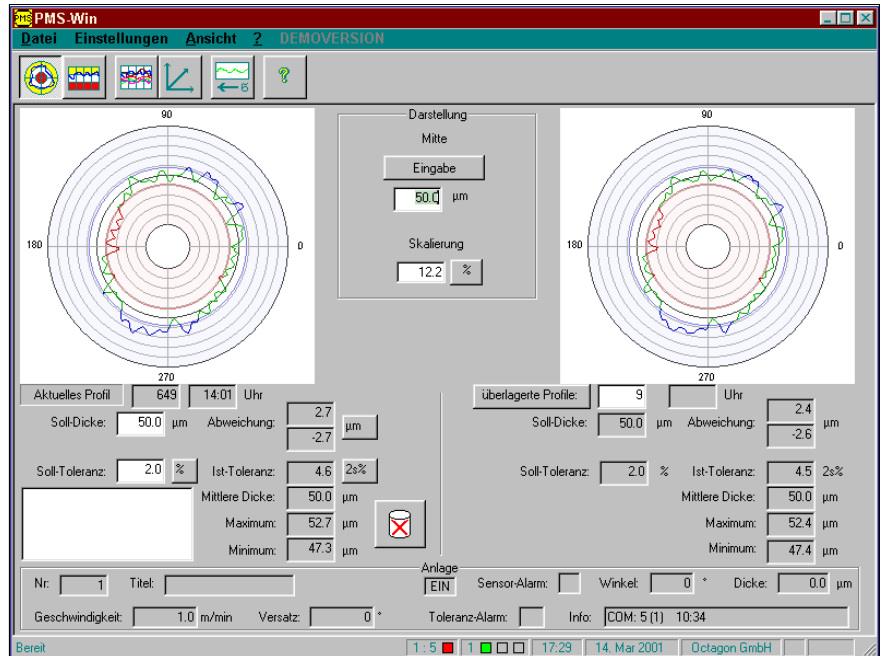 PMS PMS-Win
Datei Einstellungen Ansicht ? DEMOVERSION
?
90
180
0
270
Darstellung
Mitte
Eingabe
50.0 µm
Skalierung
12.2 %
90
180
0
270
Aktuelles Profil 649 14:01 Uhr
Soll-Dicke: 50.0 µm Abweichung: 2.7 µm
-2.7
Soll-Toleranz: 2.0 % Ist-Toleranz: 4.6 2s%
Mittlere Dicke: 50.0 µm
Maximum: 52.7 µm
Minimum: 47.3 µm
überlagerte Profile: 9 Uhr
Soll-Dicke: 50.0 µm Abweichung: 2.4 µm
-2.6
Soll-Toleranz: 2.0 % Ist-Toleranz: 4.5 2s%
Mittlere Dicke: 50.0 µm
Maximum: 52.4 µm
Minimum: 47.4 µm
Anlage
Nr: 1 Titel: EIN Sensor-Alarm: Winkel: 0 ° Dicke: 0.0 µm
Geschwindigkeit: 1.0 m/min Versatz: 0 ° Toleranz-Alarm: Info: COM: 5 (1) 10:34
Bereit 1 : 5 1 17:29 14. Mar 2001 Octagon GmbH